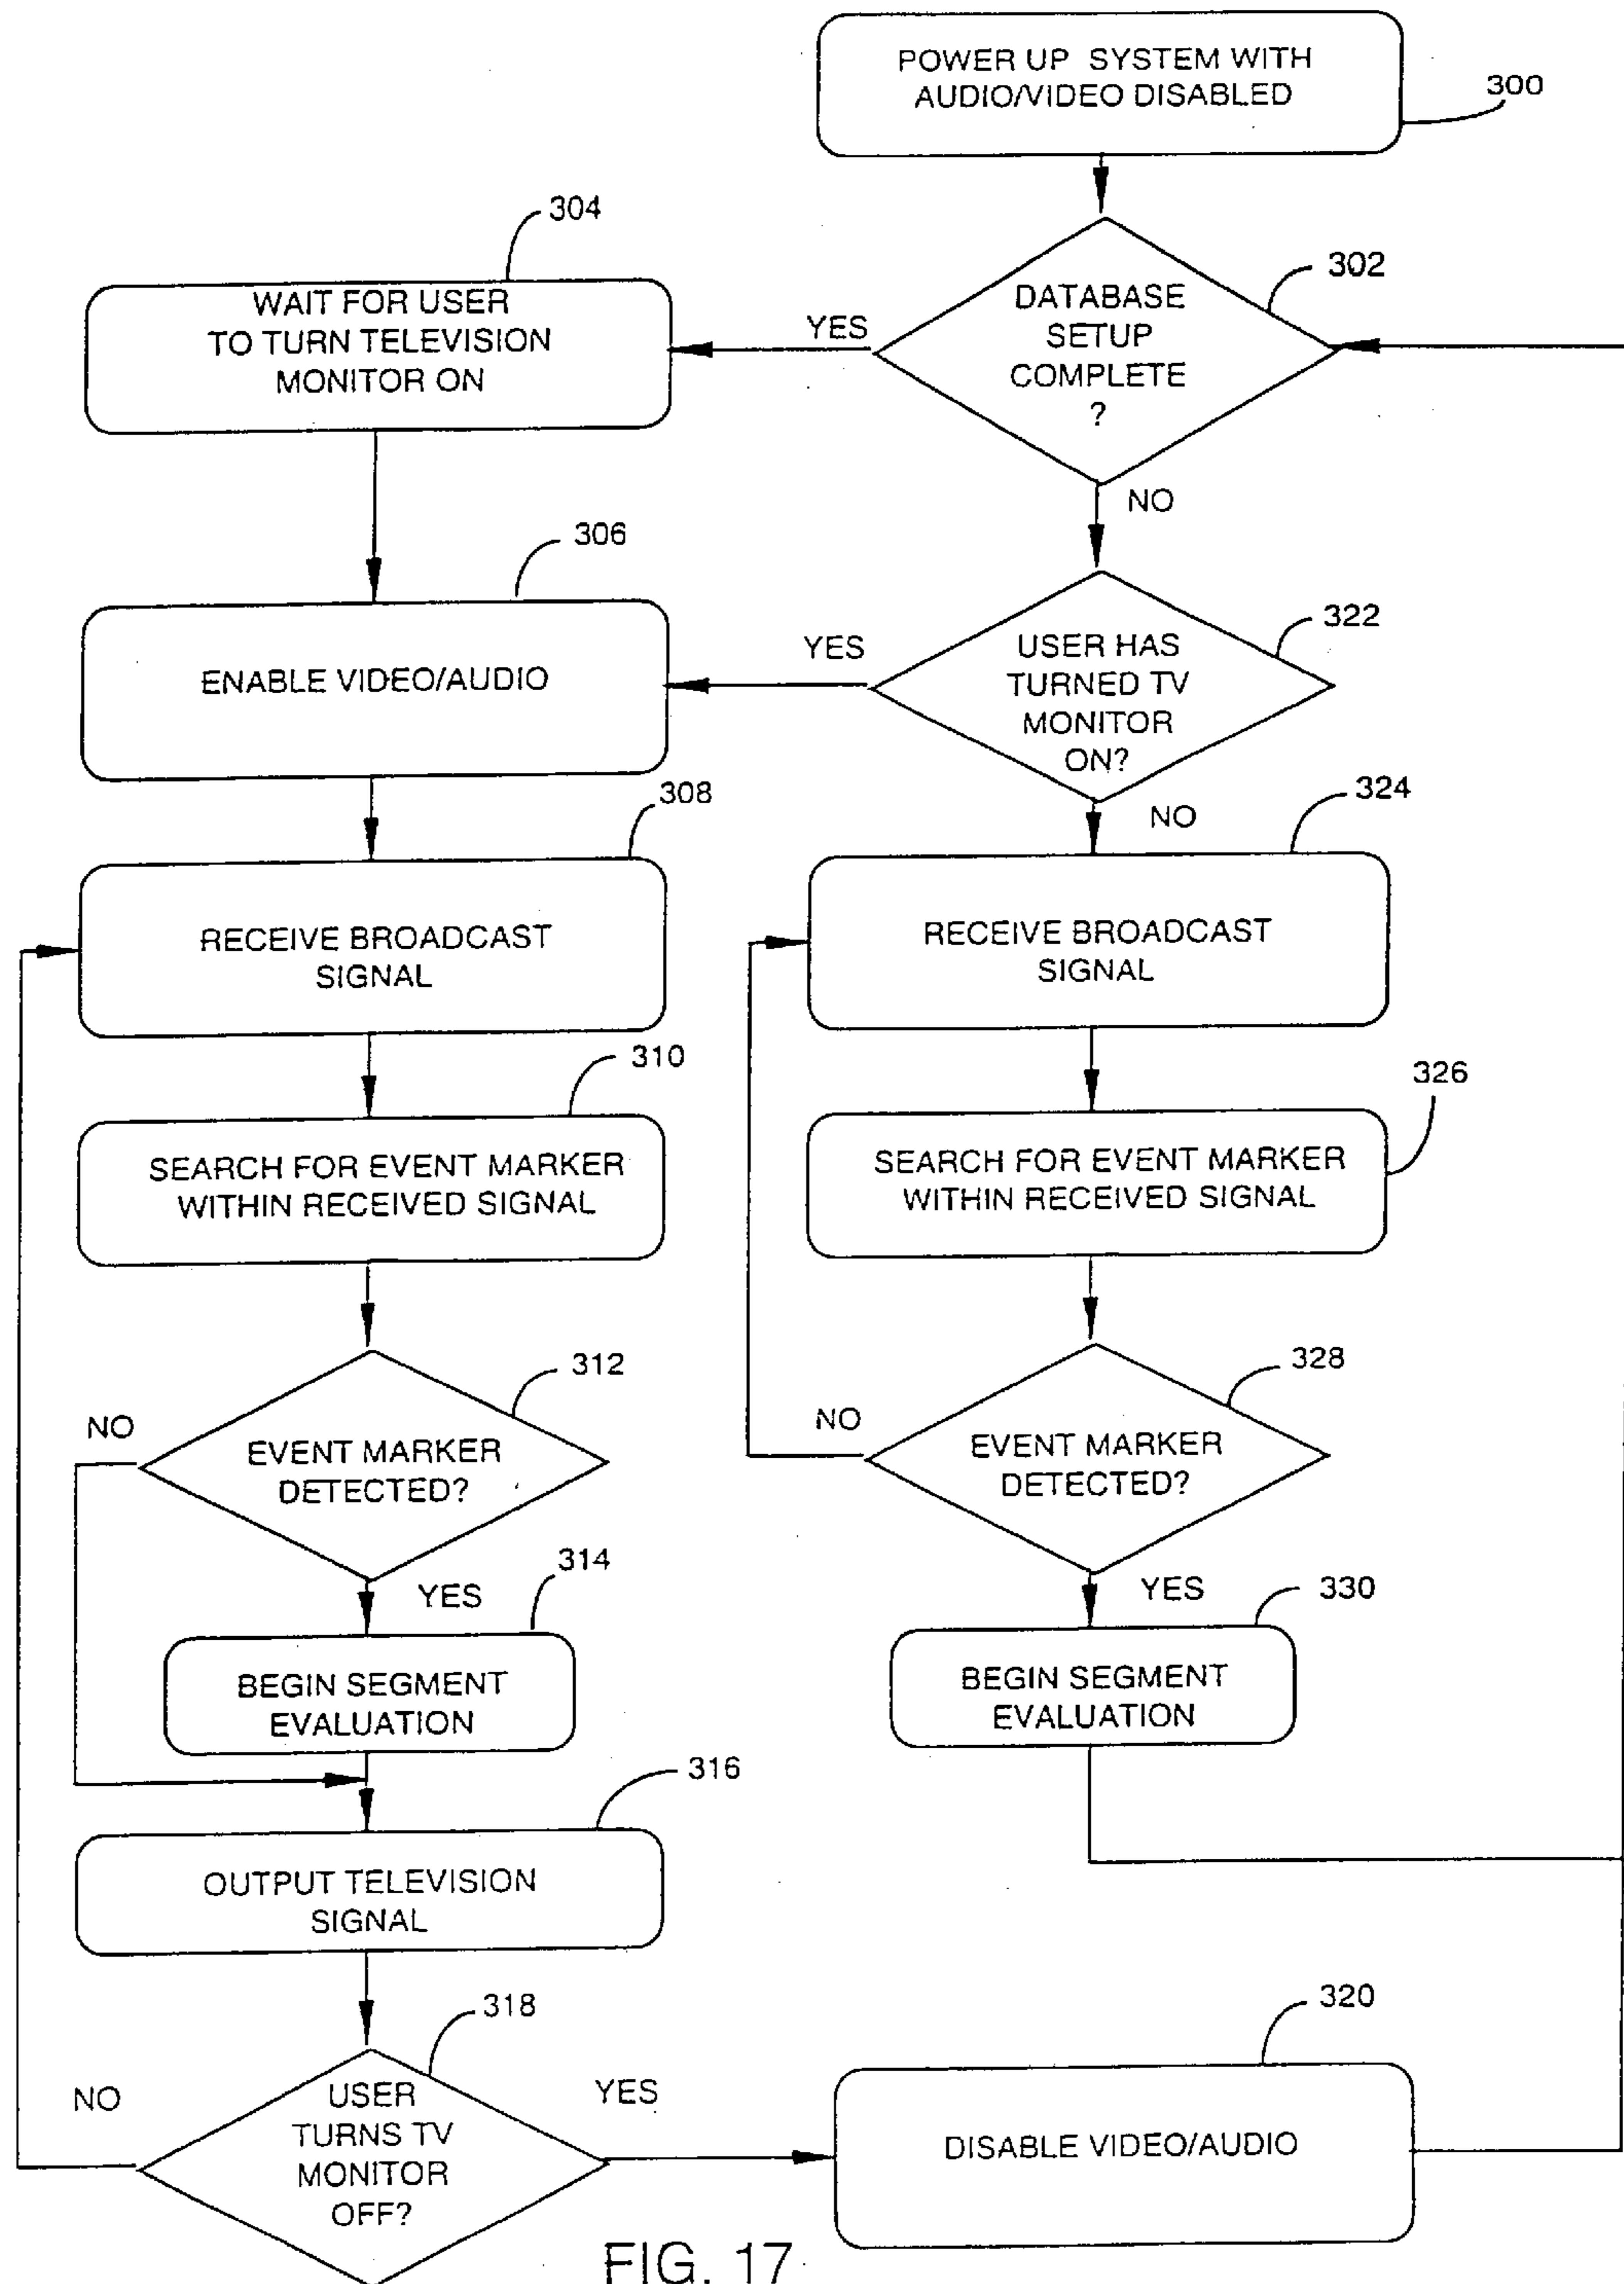 POWER UP SYSTEM WITH
AUDIO/VIDEO DISABLED
300
304
302
WAIT FOR USER
TO TURN TELEVISION
MONITOR ON
YES
DATABASE
SETUP
COMPLETE
?
NO
306
322
ENABLE VIDEO/AUDIO
YES
USER HAS
TURNED TV
MONITOR
ON?
308
NO
324
RECEIVE BROADCAST
SIGNAL
RECEIVE BROADCAST
SIGNAL
310
326
SEARCH FOR EVENT MARKER
WITHIN RECEIVED SIGNAL
SEARCH FOR EVENT MARKER
WITHIN RECEIVED SIGNAL
312
328
NO
EVENT MARKER
DETECTED?
NO
EVENT MARKER
DETECTED?
314
YES
YES
330
BEGIN SEGMENT
EVALUATION
BEGIN SEGMENT
EVALUATION
316
OUTPUT TELEVISION
SIGNAL
318
320
NO
USER
TURNS TV
MONITOR
OFF?
YES
DISABLE VIDEO/AUDIO
FIG. 17